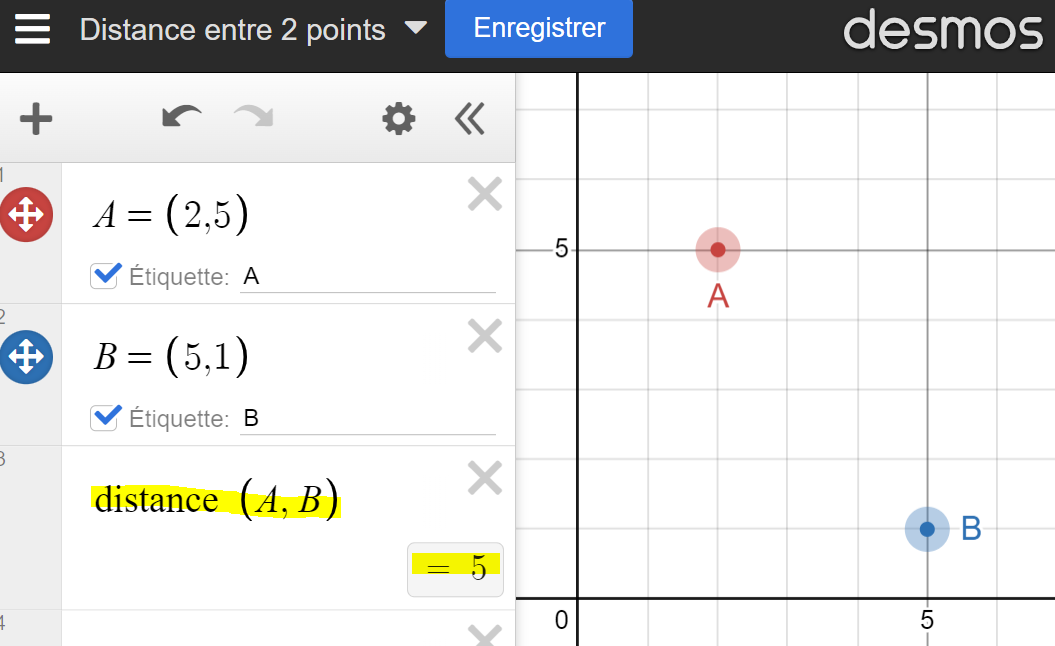 Distance entre 2 points Enregistrer desmos
1
A = (2,5)
Étiquette: A
2
B = (5,1)
Étiquette: B
3
distance (A, B)
= 5
4
5
A
B
0 5